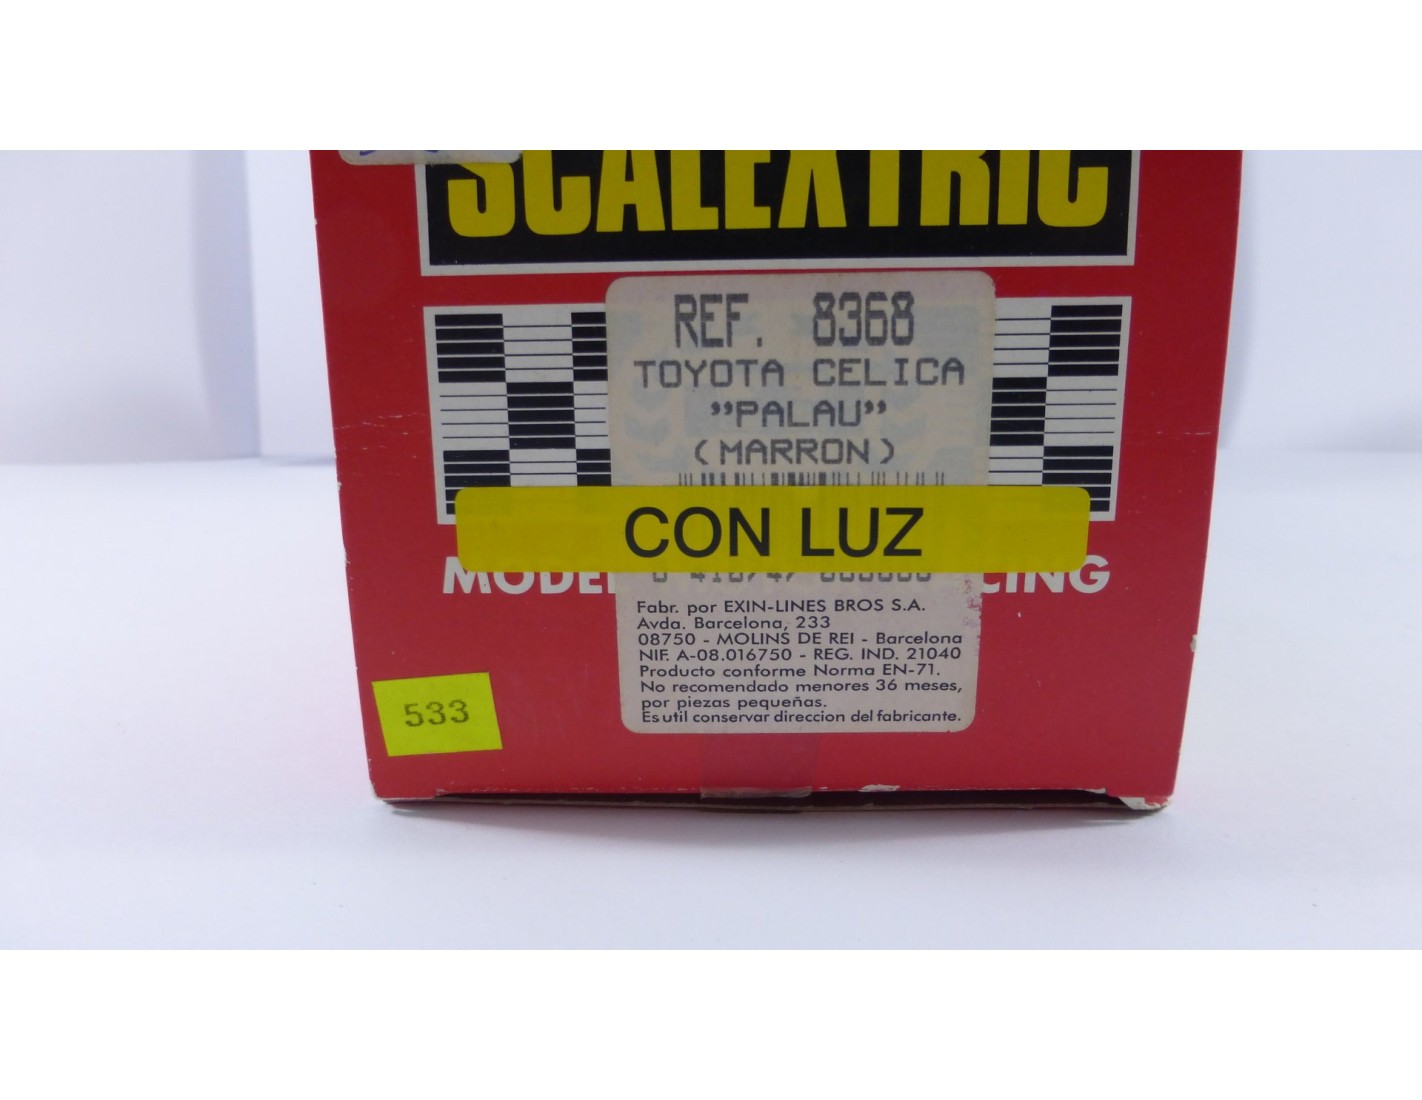 SCALEXTRIC
REF. 8368
TOYOTA CELICA
”PALAU”
(MARRON)
CON LUZ
Fabr. por EXIN-LINES BROS S.A.
Avda. Barcelona, 233
08750 - MOLINS DE REI - Barcelona
NIF. A-08.016750 - REG. IND. 21040
Producto conforme Norma EN-71.
No recomendado menores 36 meses,
por piezas pequeñas.
Es util conservar direccion del fabricante.
533